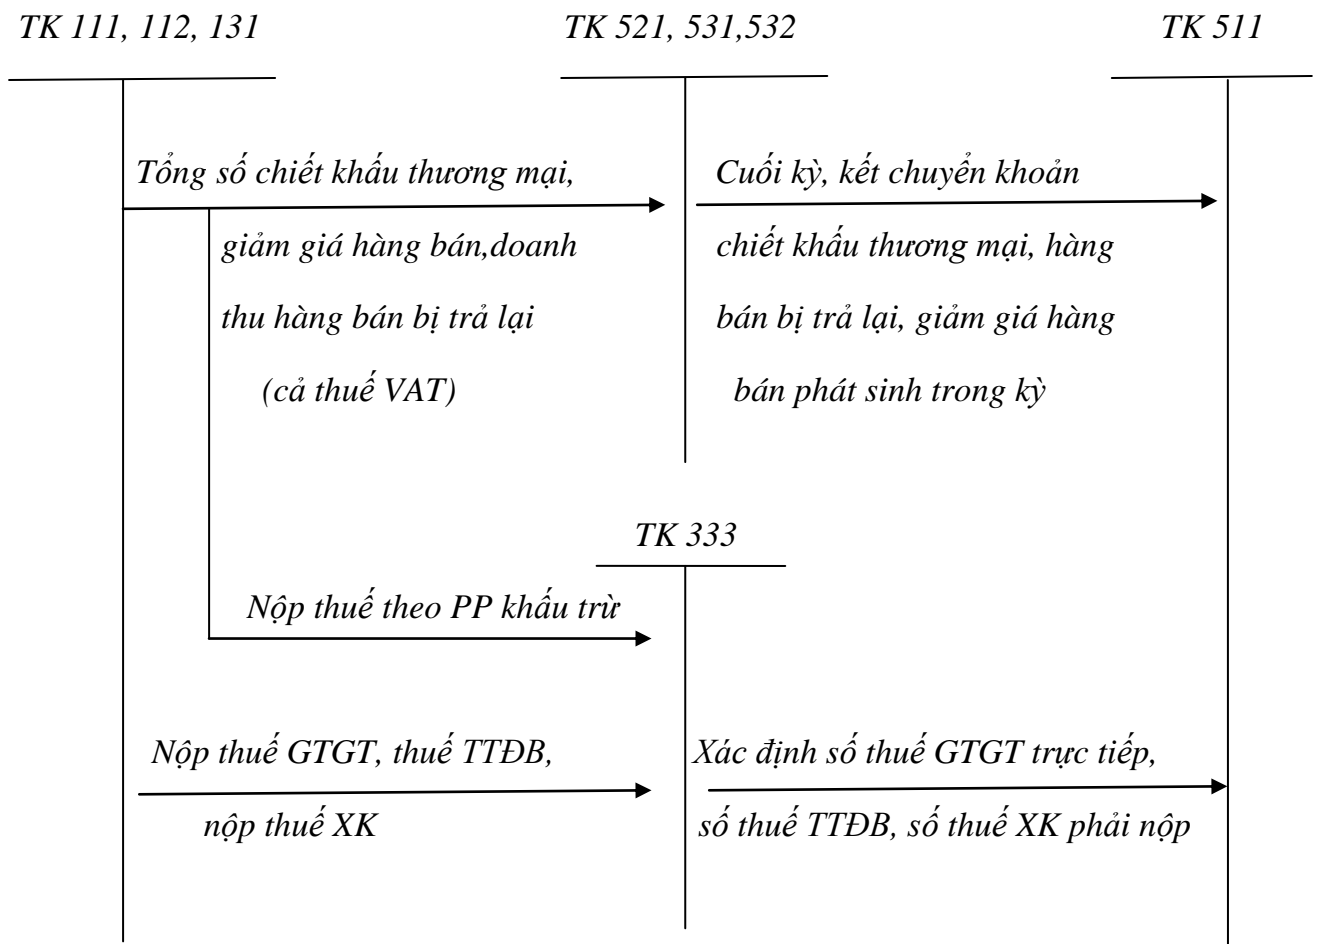 TK 111, 112, 131
TK 521, 531,532
TK 511
Tổng số chiết khấu thương mại,
giảm giá hàng bán,doanh
thu hàng bán bị trả lại
(cả thuế VAT)
Cuối kỳ, kết chuyển khoản
chiết khấu thương mại, hàng
bán bị trả lại, giảm giá hàng
bán phát sinh trong kỳ
TK 333
Nộp thuế theo PP khấu trừ
Nộp thuế GTGT, thuế TTĐB,
nộp thuế XK
Xác định số thuế GTGT trực tiếp,
số thuế TTĐB, số thuế XK phải nộp